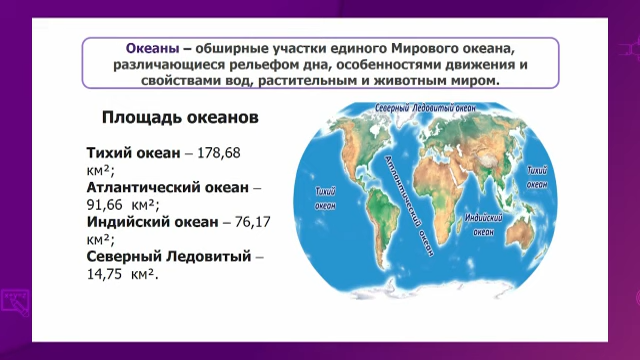 Океаны – обширные участки единого Мирового океана,
различающиеся рельефом дна, особенностями движения и
свойствами вод, растительным и животным миром.
Площадь океанов
Тихий океан – 178,68
км²;
Атлантический океан –
91,66 км²;
Индийский океан – 76,17
км²;
Северный Ледовитый –
14,75 км².
Северный Ледовитый океан
Тихий
океан
Атлантический океан
Индийский
океан
Тихий
океан